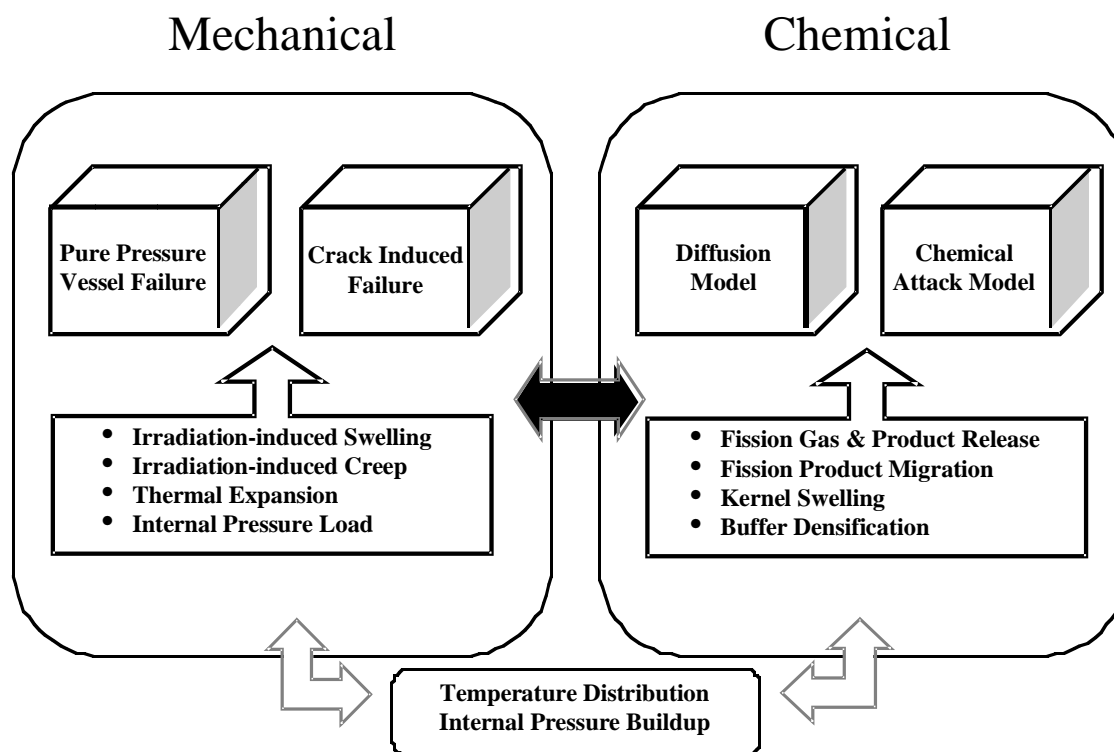 Mechanical
Chemical
Pure Pressure
Vessel Failure
Crack Induced
Failure
Diffusion
Model
Chemical
Attack Model
• Irradiation-induced Swelling
• Irradiation-induced Creep
• Thermal Expansion
• Internal Pressure Load
• Fission Gas & Product Release
• Fission Product Migration
• Kernel Swelling
• Buffer Densification
Temperature Distribution
Internal Pressure Buildup